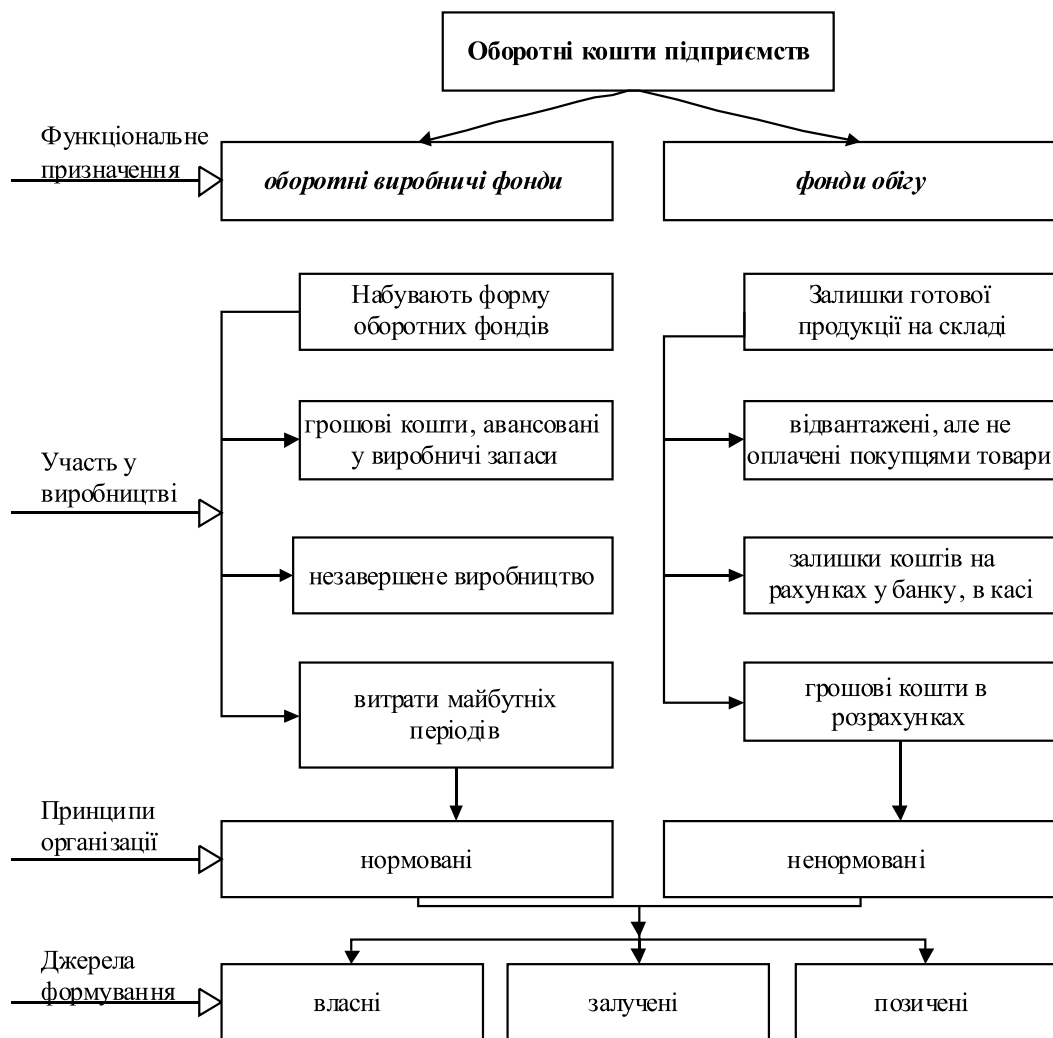 Оборотні кошти підприємств
Функціональне
призначення
оборотні виробничі фонди
фонди обігу
Набувають форму
оборотних фондів
Залишки готової
продукції на складі
Участь у
виробництві
грошові кошти, авансовані
у виробничі запаси
відвантажені, але не
оплачені покупцями товари
незавершене виробництво
залишки коштів на
рахунках у банку, в касі
витрати майбутніх
періодів
грошові кошти в
розрахунках
Принципи
організації
нормовані
ненормовані
Джерела
формування
власні
залучені
позичені